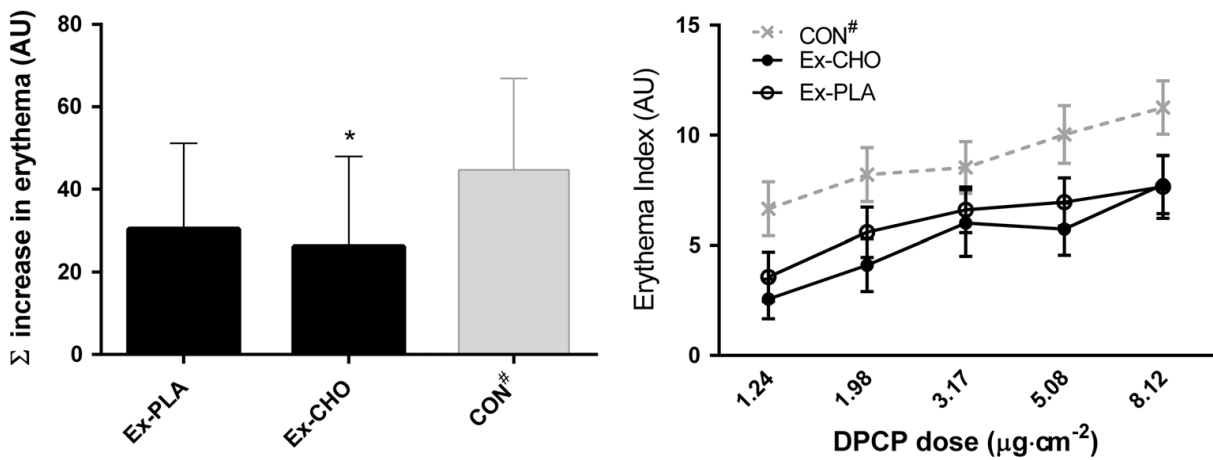 Σ increase in erythema (AU)
80
60
40
20
0
*
Ex-PLA
Ex-CHO
CON#
Erythema Index (AU)
15
10
5
0
CON#
Ex-CHO
Ex-PLA
1.24
1.98
3.17
5.08
8.12
DPCP dose (μg·cm⁻²)